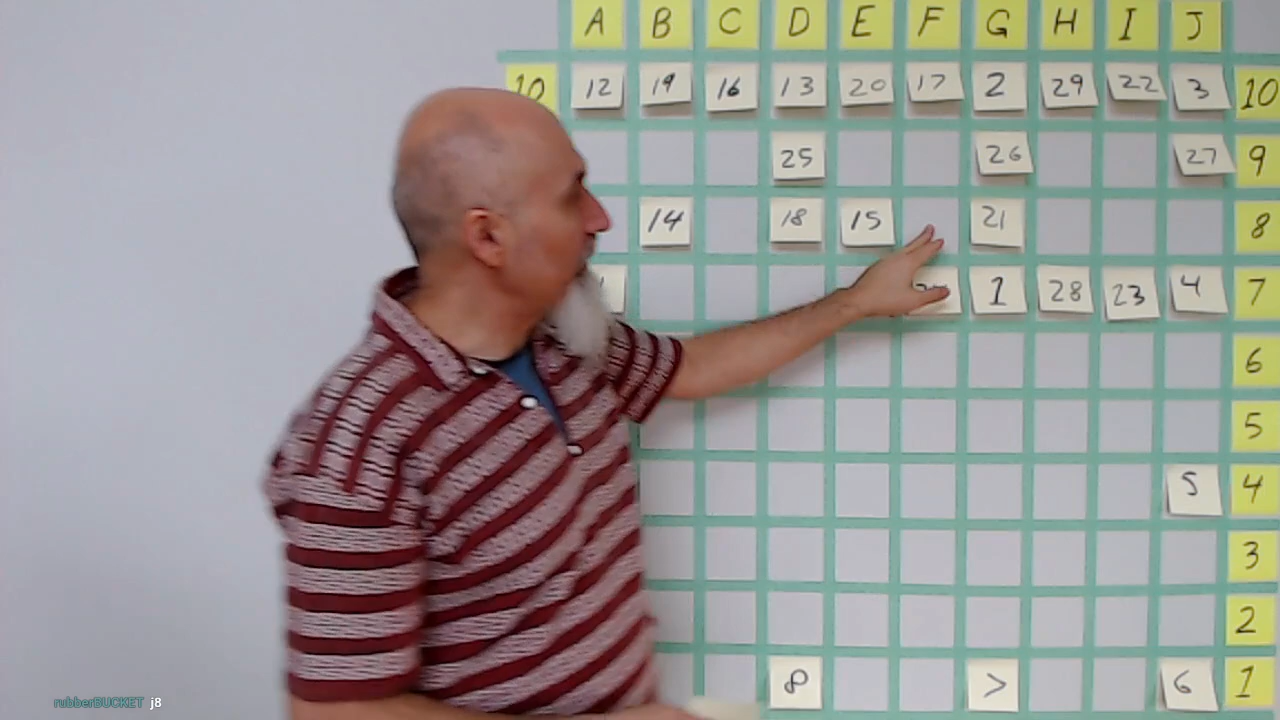 A B C D E F G H I J
10 12 19 16 13 20 17 2 29 22 3 10
25 26 27 9
14 18 15 21 8
1 28 23 4 7
6
5
5 4
3
2
8 > 6 1
rubberBUCKET j8